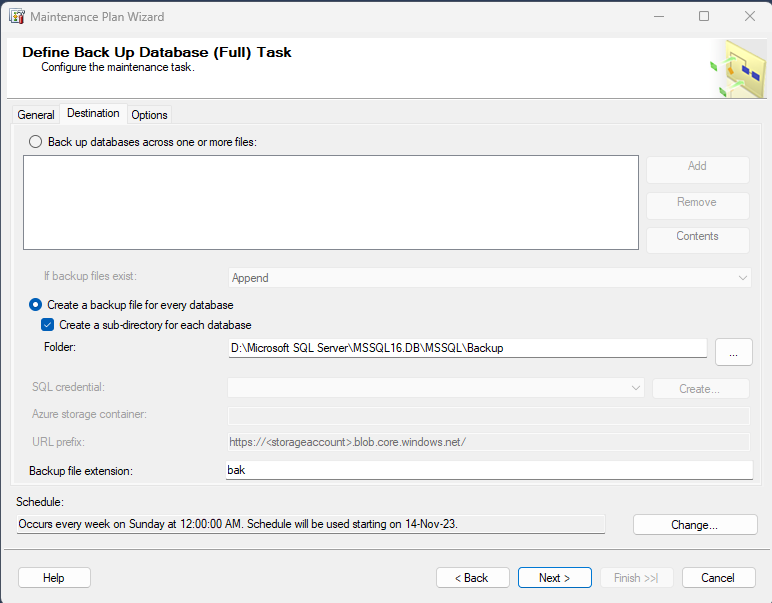 Maintenance Plan Wizard
Define Back Up Database (Full) Task
Configure the maintenance task.
General Destination Options
Back up databases across one or more files:
Add
Remove
Contents
If backup files exist: Append
Create a backup file for every database
Create a sub-directory for each database
Folder: D:\Microsoft SQL Server\MSSQL16.DB\MSSQL\Backup ...
SQL credential: Create...
Azure storage container:
URL prefix: https://<storageaccount>.blob.core.windows.net/
Backup file extension: bak
Schedule:
Occurs every week on Sunday at 12:00:00 AM. Schedule will be used starting on 14-Nov-23. Change...
Help < Back Next > Finish >>| Cancel